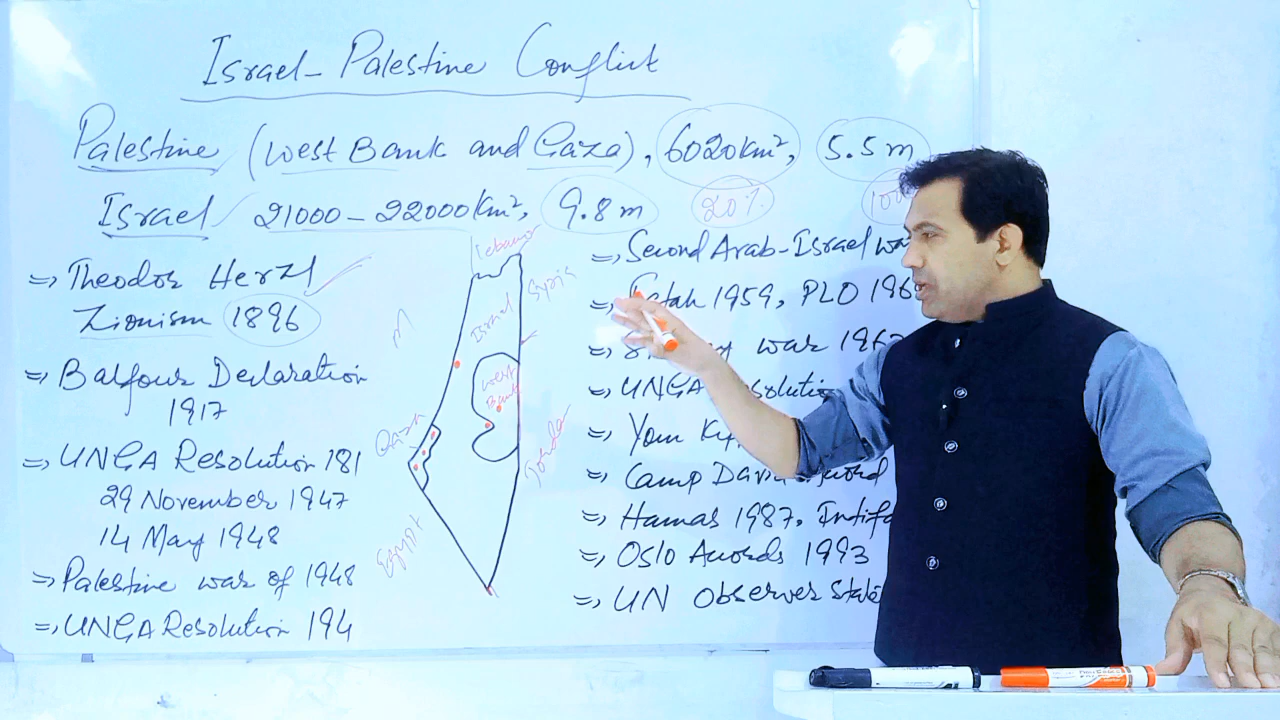 Israel-Palestine Conflict
Palestine (West Bank and Gaza), 6020km², 5.5m
Israel 21000-22000km², 9.8m 20%
⇒ Theodor Herzl
Zionism 1896
⇒ Balfour Declaration
1917
⇒ UNGA Resolution 181
29 November 1947
14 May 1948
⇒ Palestine war of 1948
⇒ UNGA Resolution 194
Lebanon
Syria
Israel
West
Bank
Gaza
Jordan
Egypt
⇒ Second Arab-Israel wa
⇒ Fatah 1959, PLO 196
⇒ war 196
⇒ UNGA
⇒ Yom
⇒ Camp David
⇒ Hamas 1987, Intifa
⇒ Oslo Accords 1993
⇒ UN Observer State